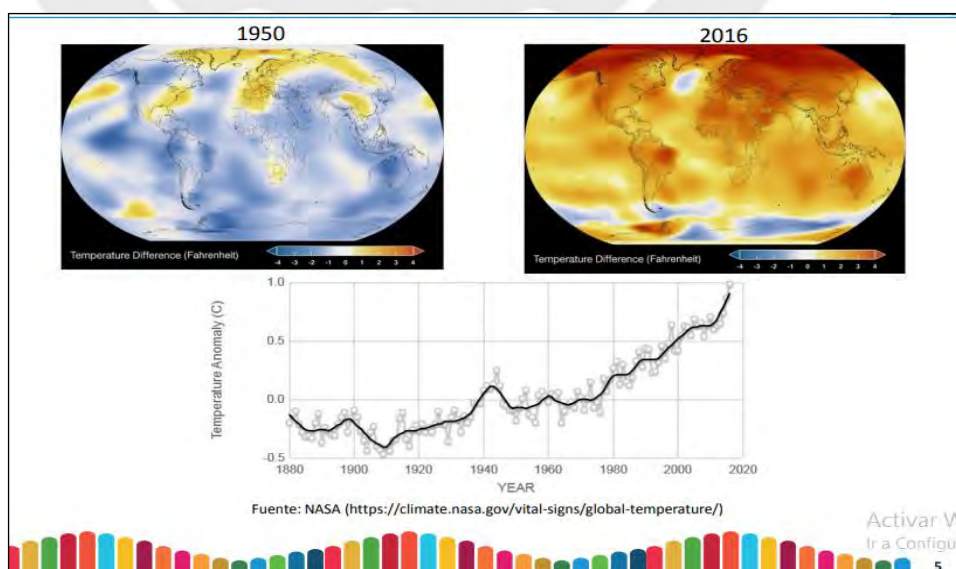 1950
2016
Temperature Difference (Fahrenheit)
-4 -3 -2 -1 0 1 2 3 4
Temperature Difference (Fahrenheit)
-4 -3 -2 -1 0 1 2 3 4
Temperature Anomaly (C)
1.0
0.5
0.0
-0.5
1880 1900 1920 1940 1960 1980 2000 2020
YEAR
Fuente: NASA (https://climate.nasa.gov/vital-signs/global-temperature/)
Activar W
Ir a Configu
5